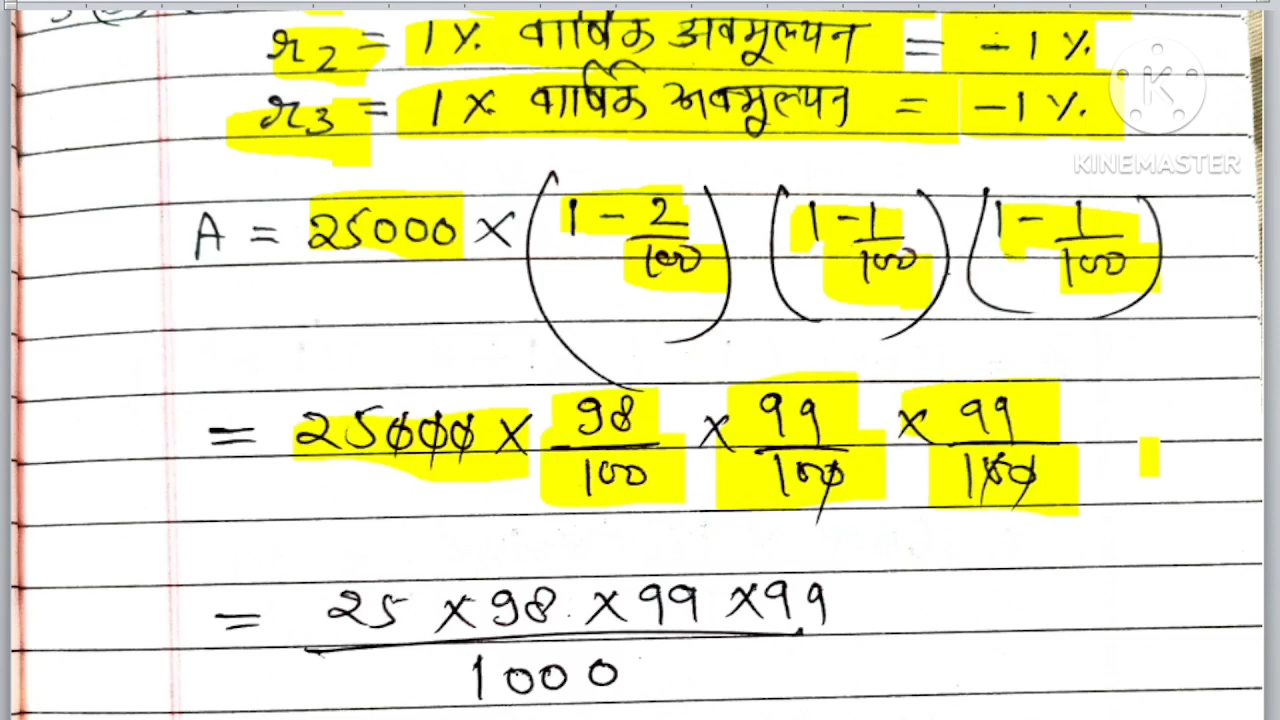 r2 = 1%. वार्षिक अवमूल्यन = -1%.
r3 = 1% वार्षिक अवमूल्यन = -1%.
KINEMASTER
A = 25000 × (1 - 2/100) (1 - 1/100) (1 - 1/100)
= 25000 × 98/100 × 99/100 × 99/100
= 25 × 98 × 99 × 99
1000